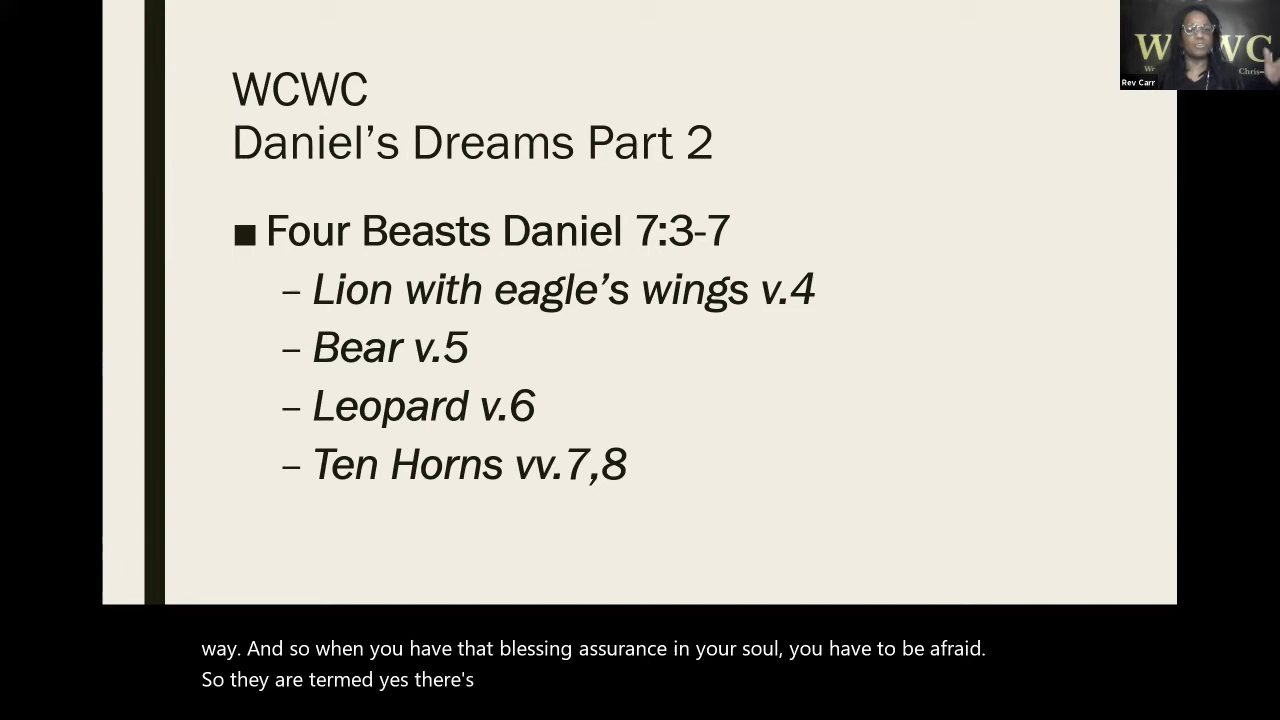 WCWC
Daniel's Dreams Part 2
■ Four Beasts Daniel 7:3-7
– Lion with eagle's wings v.4
– Bear v.5
– Leopard v.6
– Ten Horns vv.7,8
W WC
Chris
Rev Carr
way. And so when you have that blessing assurance in your soul, you have to be afraid.
So they are termed yes there's